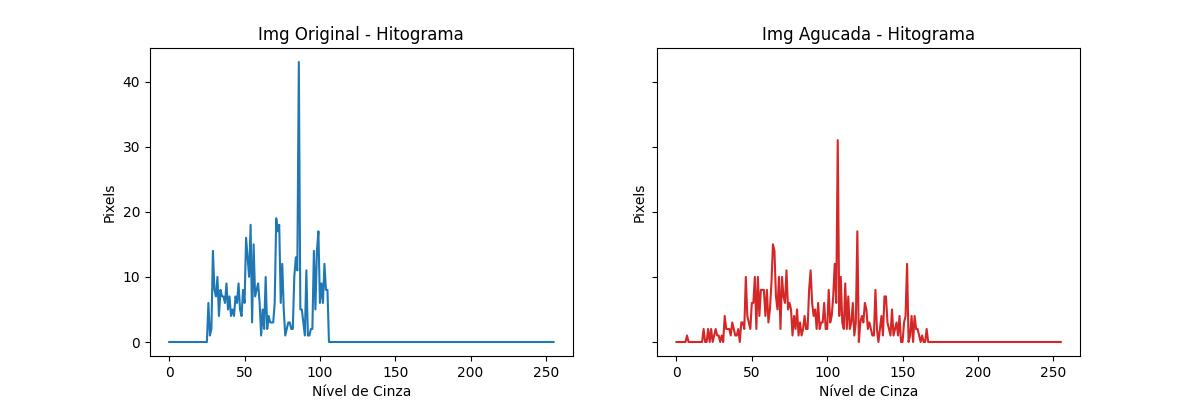 Img Original - Hitograma
Img Agucada - Hitograma
40
30
20
10
0
Pixels
Pixels
0 50 100 150 200 250
0 50 100 150 200 250
Nível de Cinza
Nível de Cinza